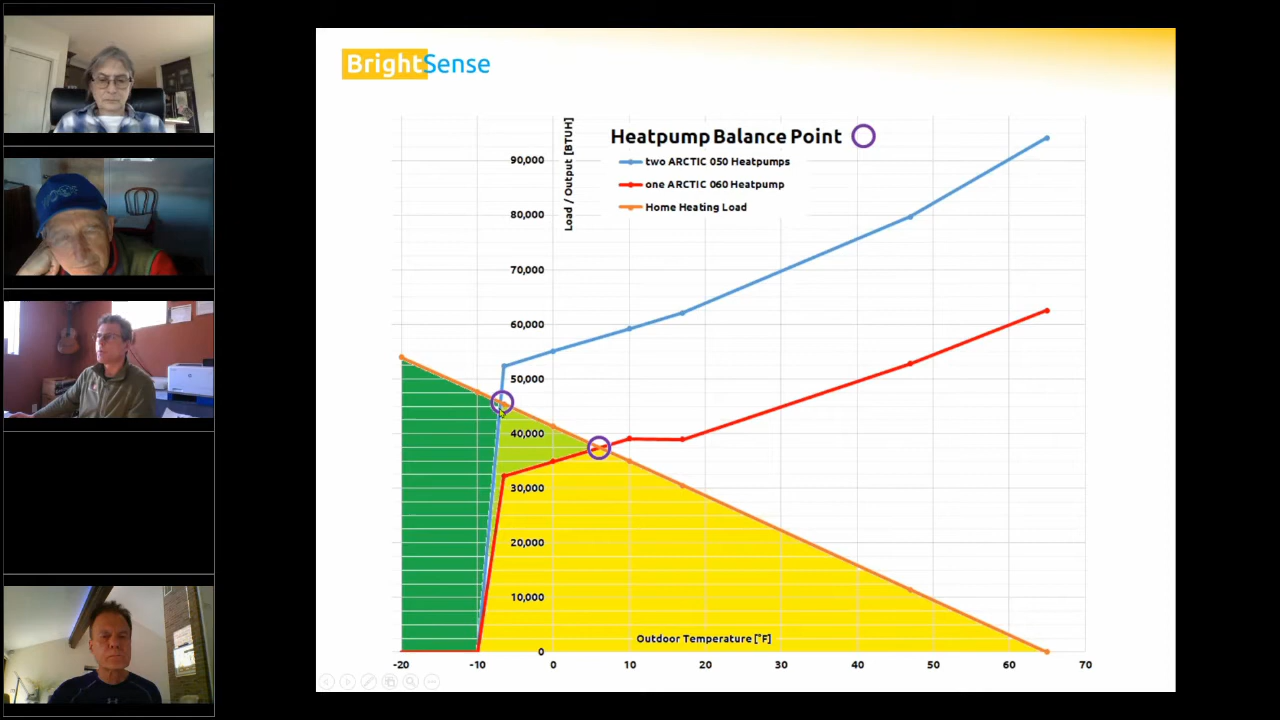 BrightSense
Heatpump Balance Point
two ARCTIC 050 Heatpumps
one ARCTIC 060 Heatpump
Home Heating Load
Load / Output [BTUH]
90,000
80,000
70,000
60,000
50,000
40,000
30,000
20,000
10,000
0
Outdoor Temperature [°F]
-20 -10 0 10 20 30 40 50 60 70